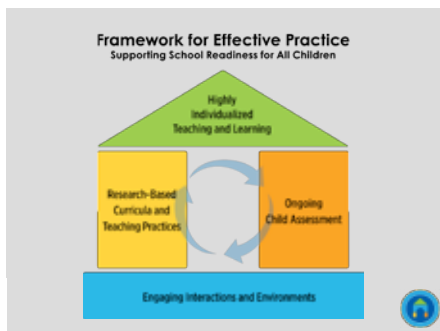 Framework for Effective Practice
Supporting School Readiness for All Children
Highly
Individualized
Teaching and Learning
Research-Based
Curricula and
Teaching Practices
Ongoing
Child Assessment
Engaging Interactions and Environments